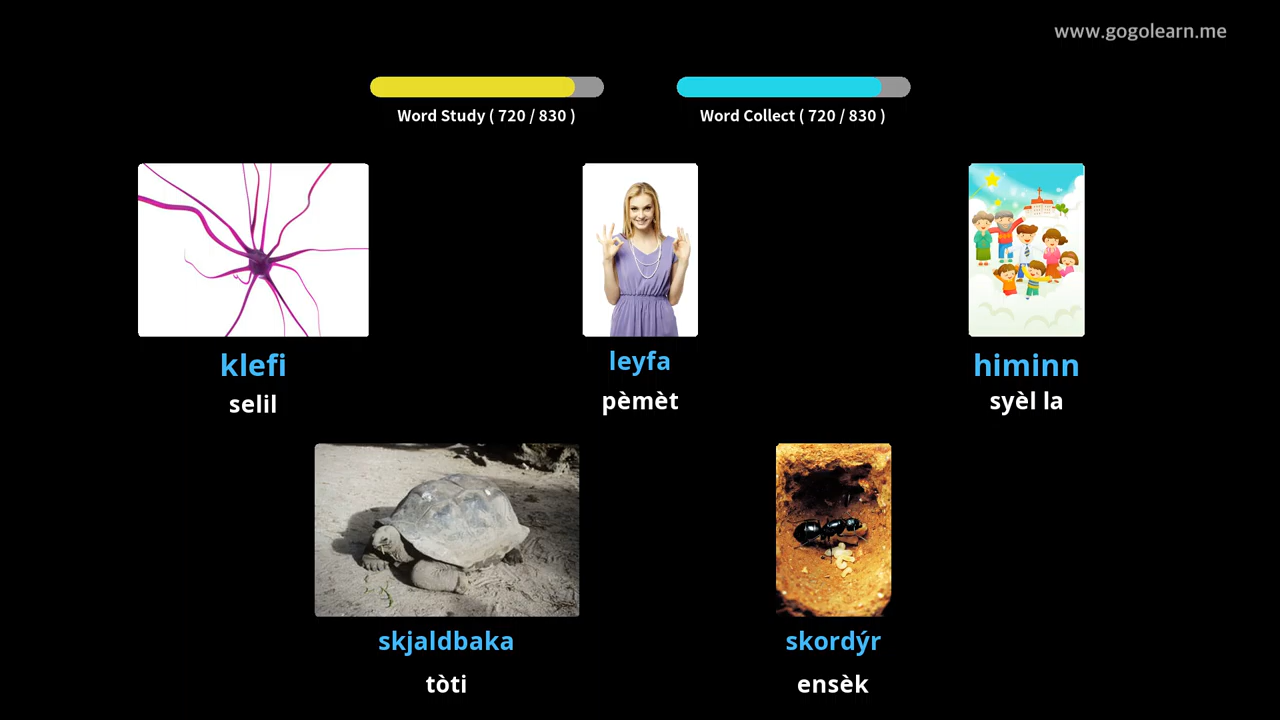 www.gogolearn.me
Word Study ( 720 / 830 )
Word Collect ( 720 / 830 )
klefi
selil
leyfa
pèmèt
himinn
syèl la
skjaldbaka
tòti
skordýr
ensèk